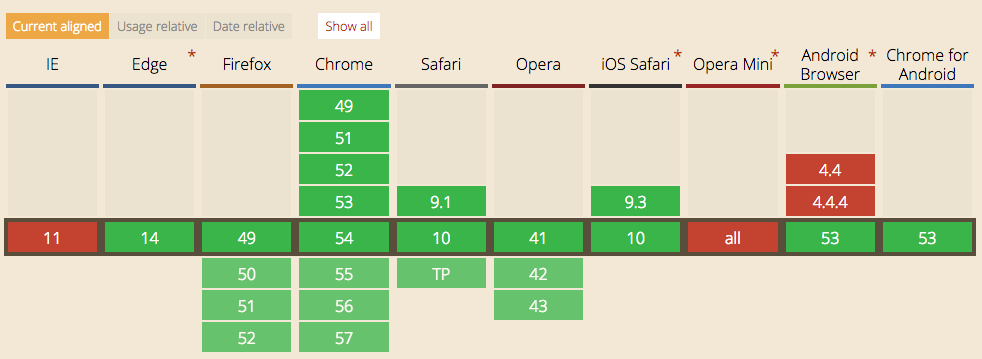 Current aligned Usage relative Date relative Show all
IE Edge * Firefox Chrome Safari Opera iOS Safari * Opera Mini * Android Browser * Chrome for Android
49
51
52 4.4
53 9.1 9.3 4.4.4
11 14 49 54 10 41 10 all 53 53
50 55 TP 42
51 56 43
52 57